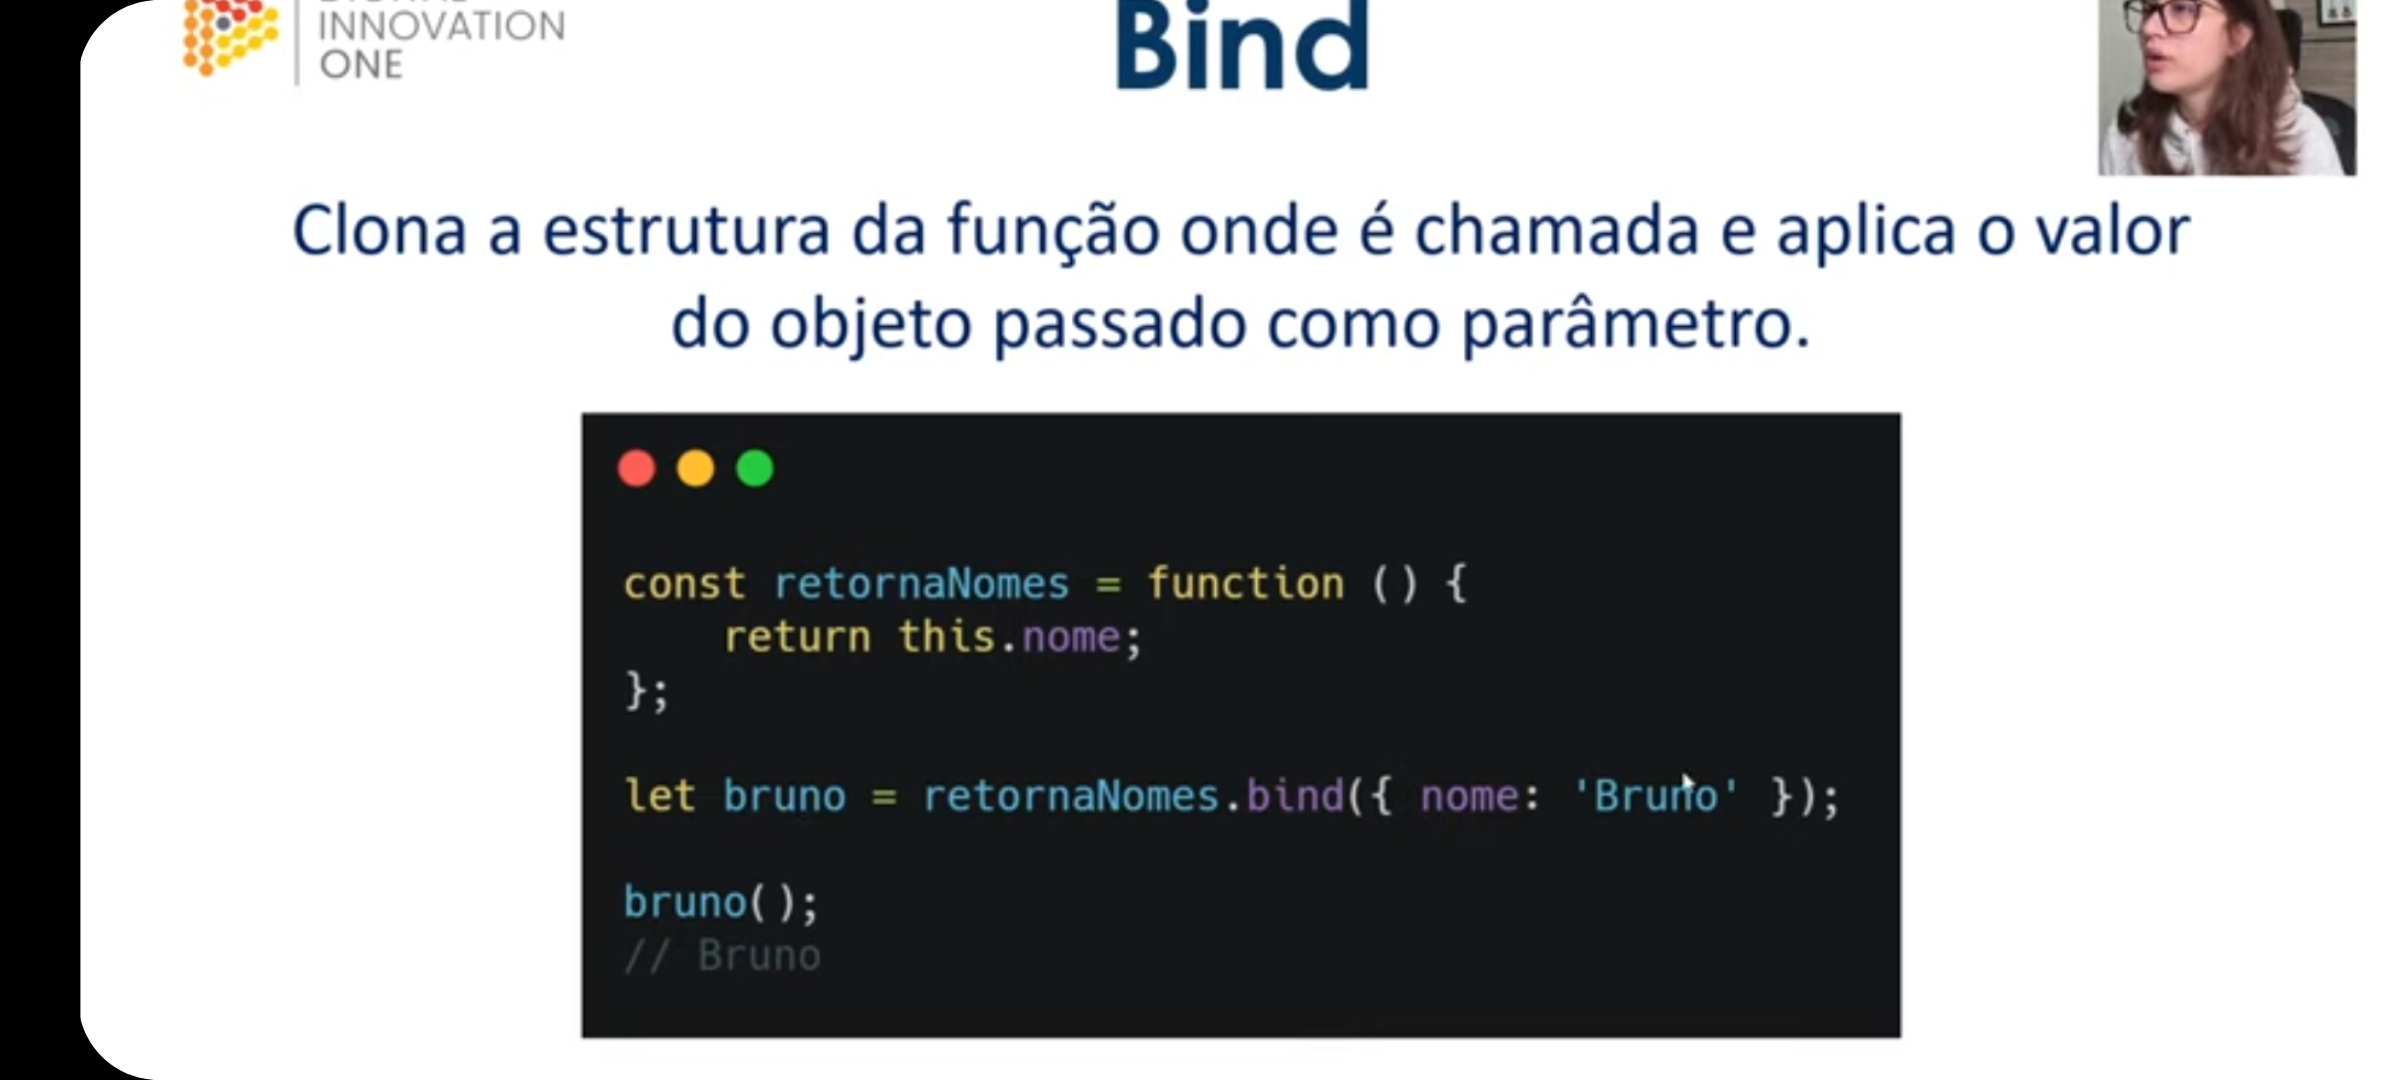 INNOVATION
ONE
Bind
Clona a estrutura da função onde é chamada e aplica o valor
do objeto passado como parâmetro.
const retornaNomes = function () {
    return this.nome;
};
let bruno = retornaNomes.bind({ nome: 'Bruno' });
bruno();
// Bruno